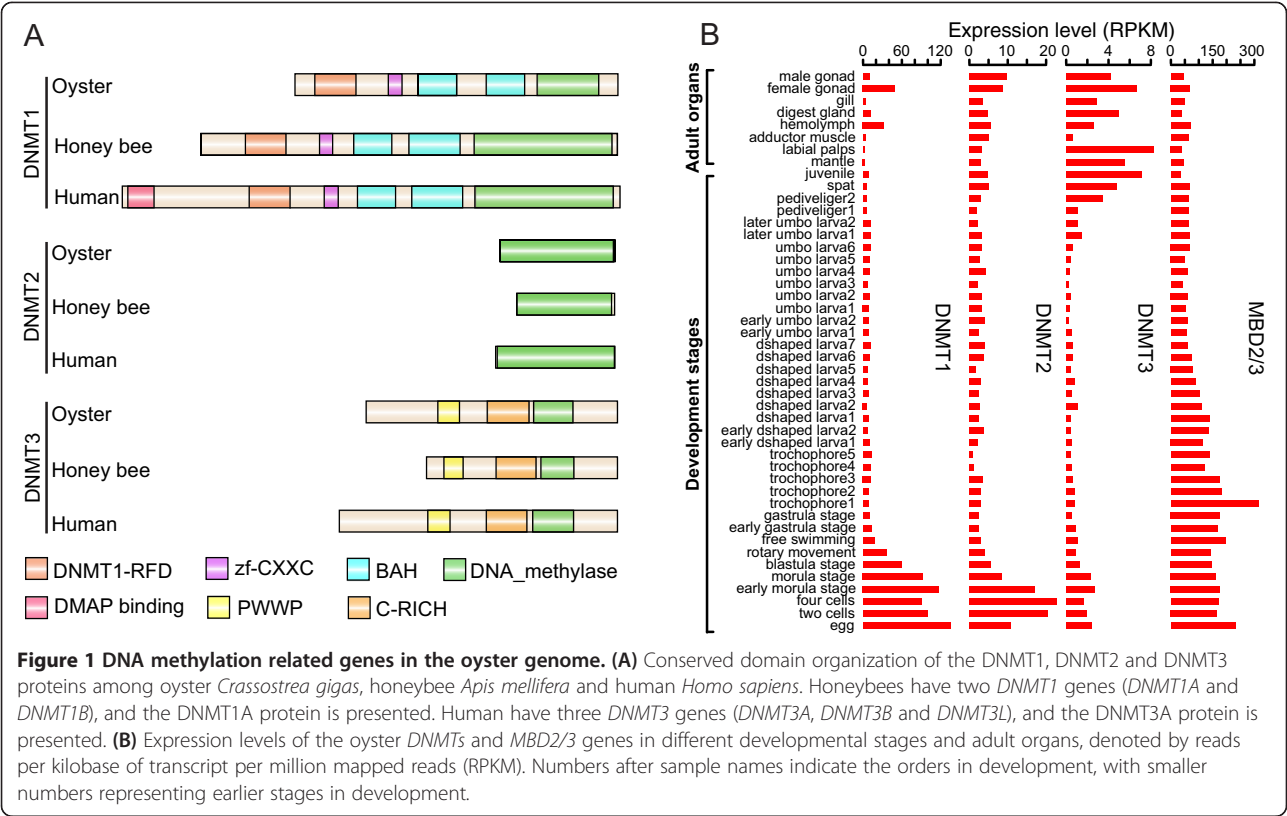 A
DNMT1
Oyster
Honey bee
Human
DNMT2
Oyster
Honey bee
Human
DNMT3
Oyster
Honey bee
Human
DNMT1-RFD
zf-CXXC
BAH
DNA_methylase
DMAP binding
PWWP
C-RICH
B
Expression level (RPKM)
0 60 120 0 10 20 0 4 8 0 150 300
Adult organs
male gonad
female gonad
gill
digest gland
hemolymph
adductor muscle
labial palps
mantle
Development stages
juvenile
spat
pediveliger2
pediveliger1
later umbo larva2
later umbo larva1
umbo larva6
umbo larva5
umbo larva4
umbo larva3
umbo larva2
umbo larva1
early umbo larva2
early umbo larva1
dshaped larva7
dshaped larva6
dshaped larva5
dshaped larva4
dshaped larva3
dshaped larva2
dshaped larva1
early dshaped larva2
early dshaped larva1
trochophore5
trochophore4
trochophore3
trochophore2
trochophore1
gastrula stage
early gastrula stage
free swimming
rotary movement
blastula stage
morula stage
early morula stage
four cells
two cells
egg
DNMT1
DNMT2
DNMT3
MBD2/3
Figure 1 DNA methylation related genes in the oyster genome. (A) Conserved domain organization of the DNMT1, DNMT2 and DNMT3
proteins among oyster Crassostrea gigas, honeybee Apis mellifera and human Homo sapiens. Honeybees have two DNMT1 genes (DNMT1A and
DNMT1B), and the DNMT1A protein is presented. Human have three DNMT3 genes (DNMT3A, DNMT3B and DNMT3L), and the DNMT3A protein is
presented. (B) Expression levels of the oyster DNMTs and MBD2/3 genes in different developmental stages and adult organs, denoted by reads
per kilobase of transcript per million mapped reads (RPKM). Numbers after sample names indicate the orders in development, with smaller
numbers representing earlier stages in development.